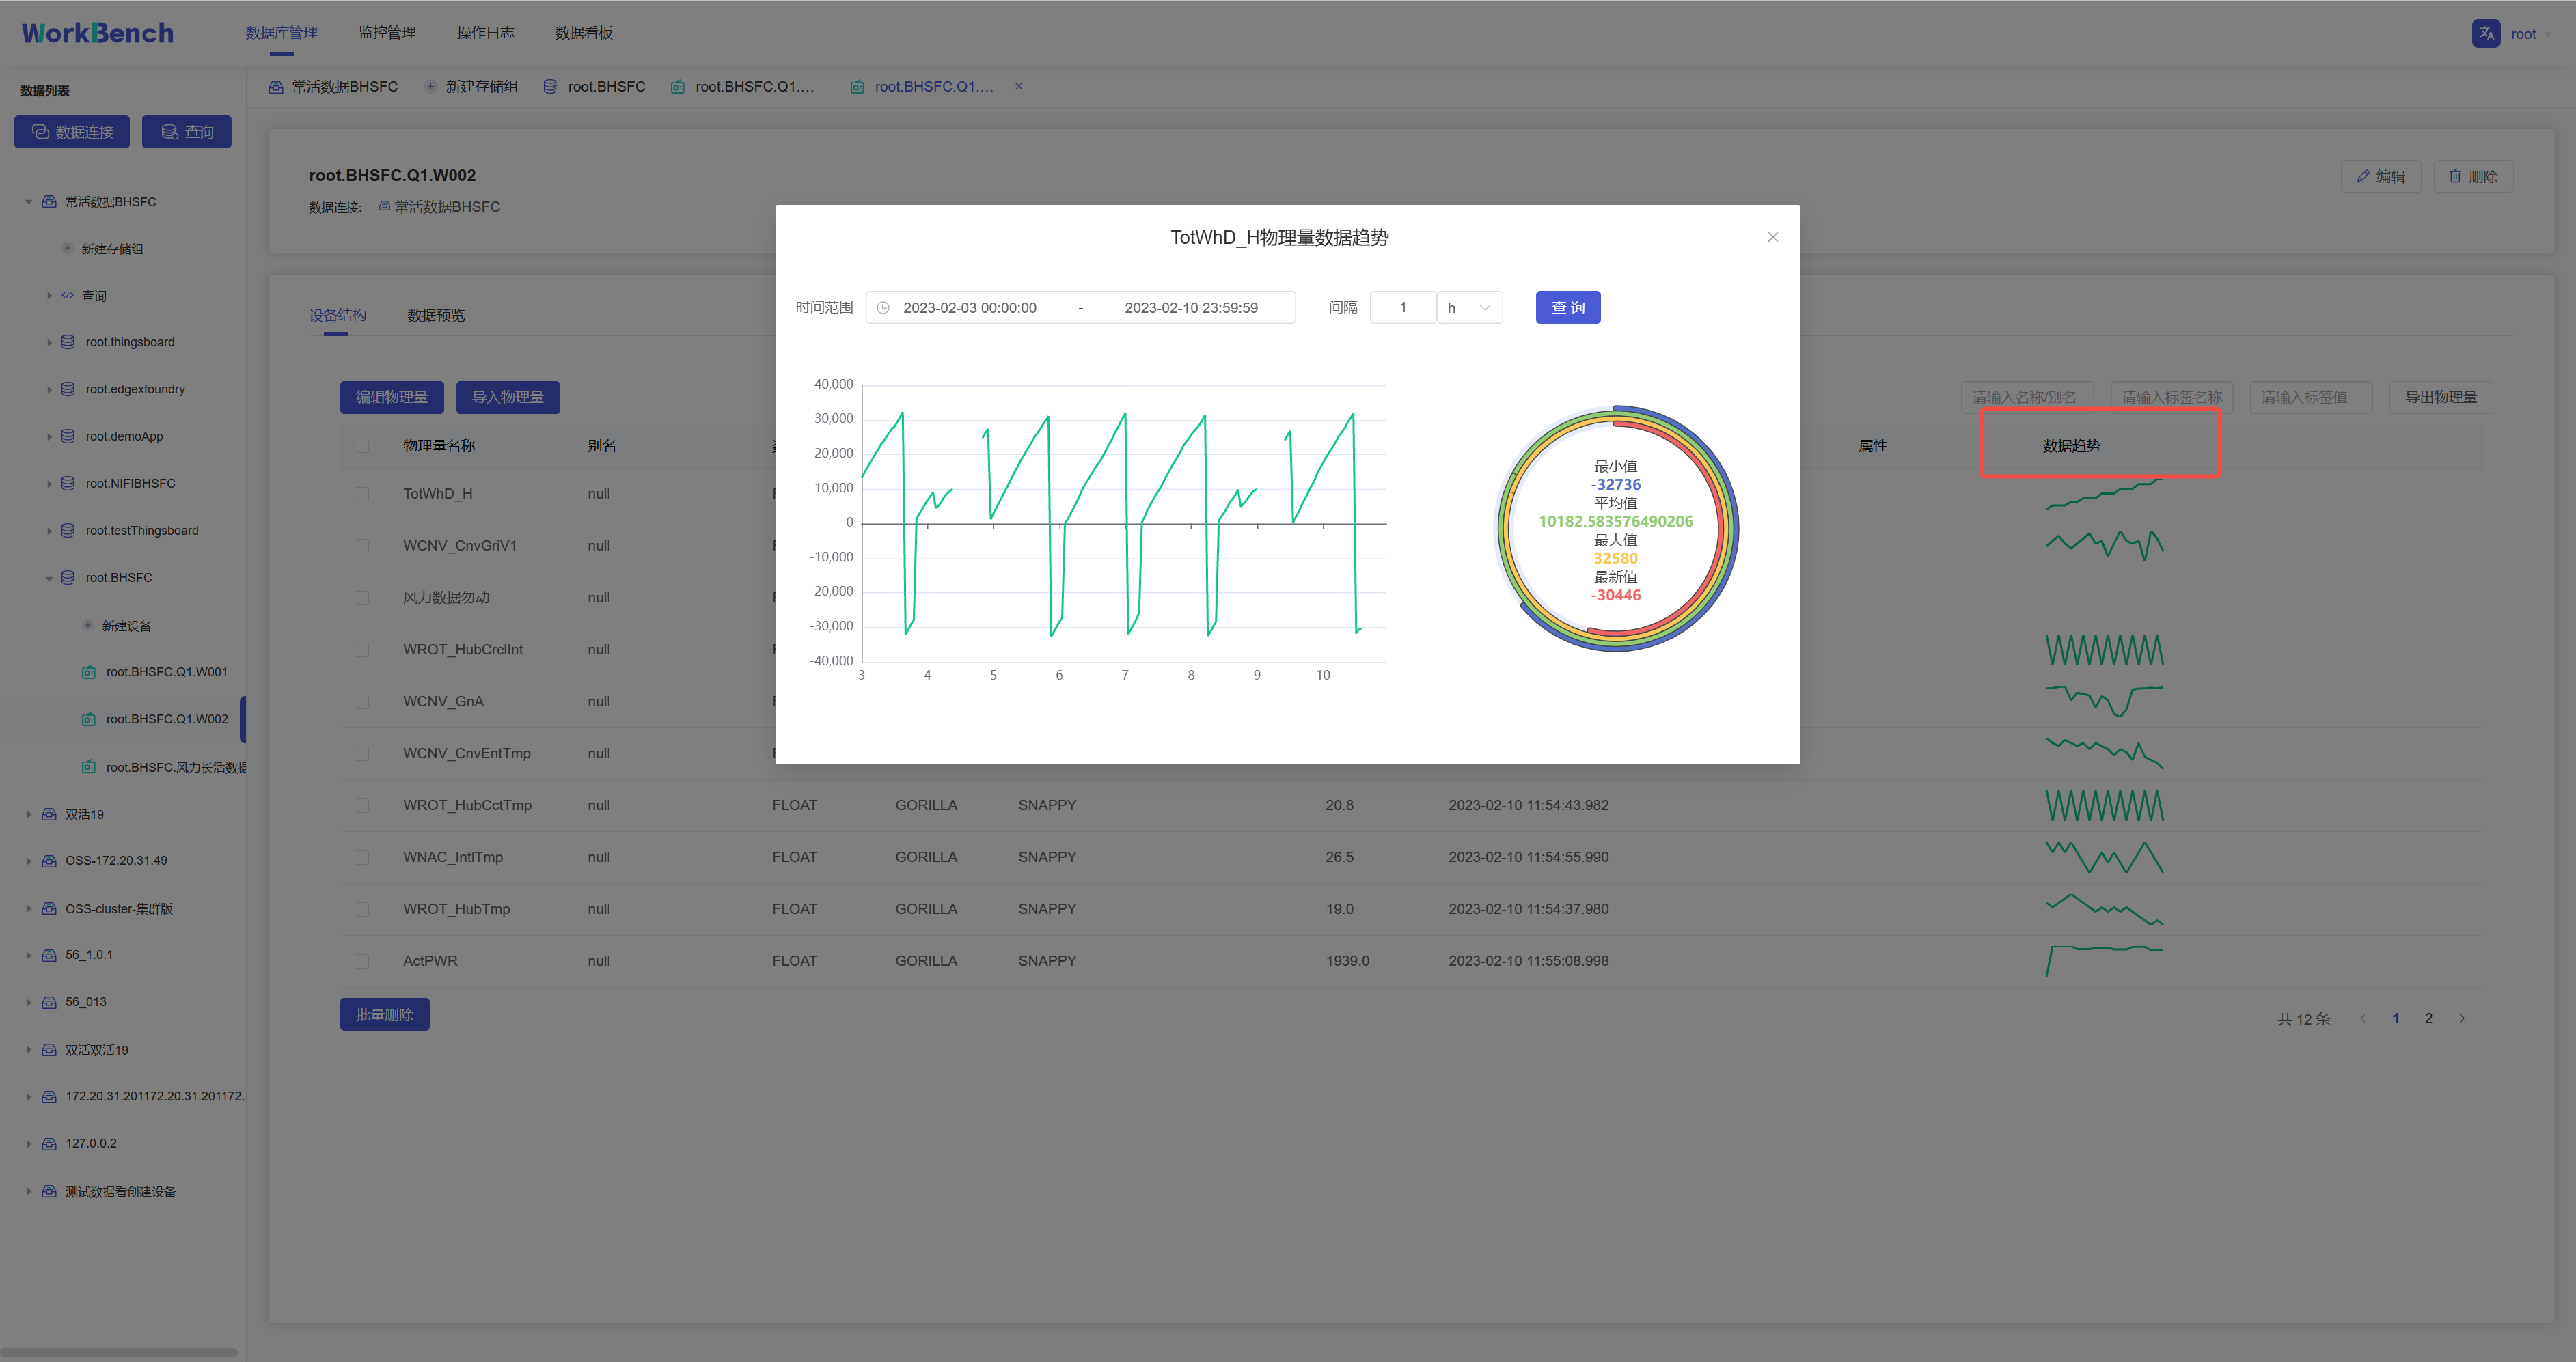 WorkBench
数据库管理
监控管理
操作日志
数据看板
root
数据列表
数据连接
查询
常活数据BHSFC
新建存储组
查询
root.thingsboard
root.edgexfoundry
root.demoApp
root.NIFIBHSFC
root.testThingsboard
root.BHSFC
新建设备
root.BHSFC.Q1.W001
root.BHSFC.Q1.W002
root.BHSFC.风力长活数据
双活19
OSS-172.20.31.49
OSS-cluster-集群版
56_1.0.1
56_013
双活双活19
172.20.31.201172.20.31.201172.
127.0.0.2
测试数据看创建设备
常活数据BHSFC
新建存储组
root.BHSFC
root.BHSFC.Q1....
root.BHSFC.Q1....
root.BHSFC.Q1.W002
数据连接: 常活数据BHSFC
编辑
删除
设备结构
数据预览
编辑物理量
导入物理量
请输入名称/别名
请输入标签名称
请输入标签值
导出物理量
物理量名称 别名 属性 数据趋势
TotWhD_H null
WCNV_CnvGriV1 null
风力数据勿动 null
WROT_HubCrclInt null
WCNV_GnA null
WCNV_CnvEntTmp null
WROT_HubCctTmp null FLOAT GORILLA SNAPPY 20.8 2023-02-10 11:54:43.982
WNAC_IntlTmp null FLOAT GORILLA SNAPPY 26.5 2023-02-10 11:54:55.990
WROT_HubTmp null FLOAT GORILLA SNAPPY 19.0 2023-02-10 11:54:37.980
ActPWR null FLOAT GORILLA SNAPPY 1939.0 2023-02-10 11:55:08.998
批量删除
共 12 条
1
2
TotWhD_H物理量数据趋势
时间范围 2023-02-03 00:00:00 - 2023-02-10 23:59:59
间隔 1 h
查 询
40,000
30,000
20,000
10,000
0
-10,000
-20,000
-30,000
-40,000
3 4 5 6 7 8 9 10
最小值
-32736
平均值
10182.583576490206
最大值
32580
最新值
-30446